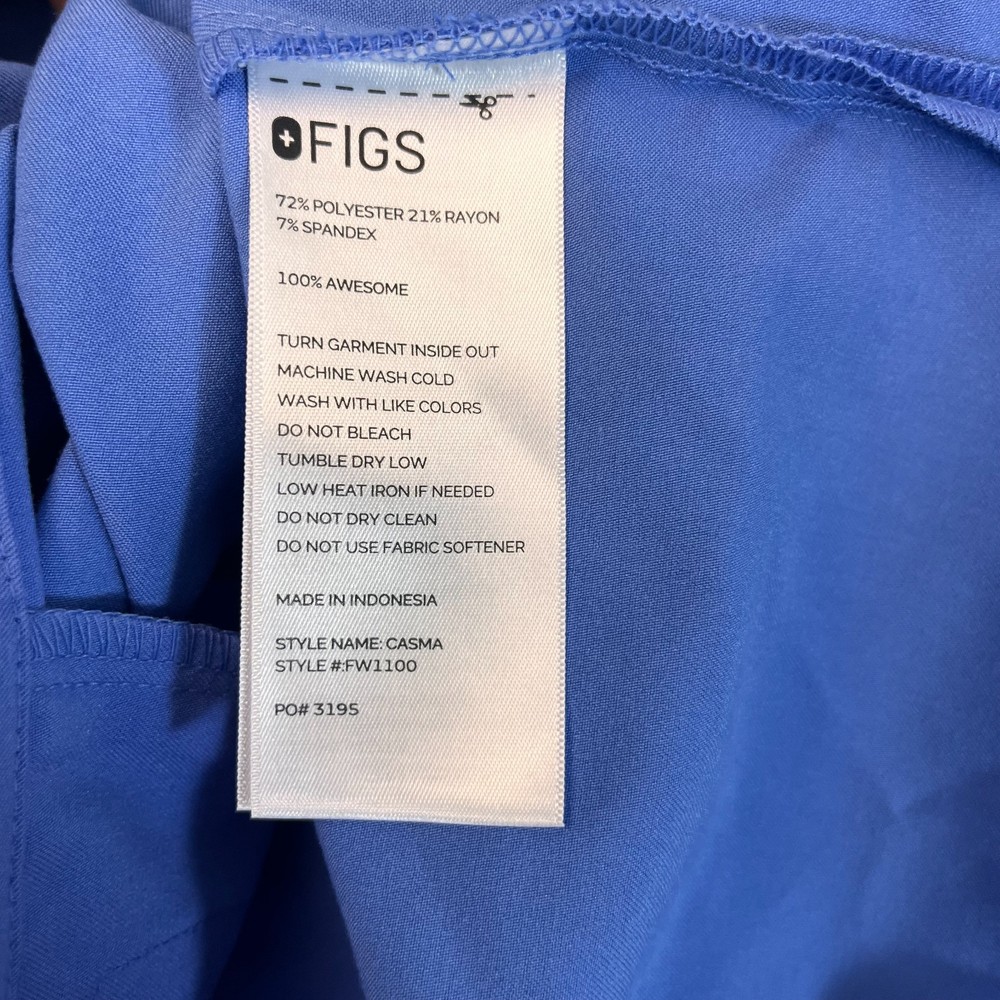 FIGS
72% POLYESTER 21% RAYON
7% SPANDEX
100% AWESOME
TURN GARMENT INSIDE OUT
MACHINE WASH COLD
WASH WITH LIKE COLORS
DO NOT BLEACH
TUMBLE DRY LOW
LOW HEAT IRON IF NEEDED
DO NOT DRY CLEAN
DO NOT USE FABRIC SOFTENER
MADE IN INDONESIA
STYLE NAME: CASMA
STYLE #:FW1100
PO# 3195